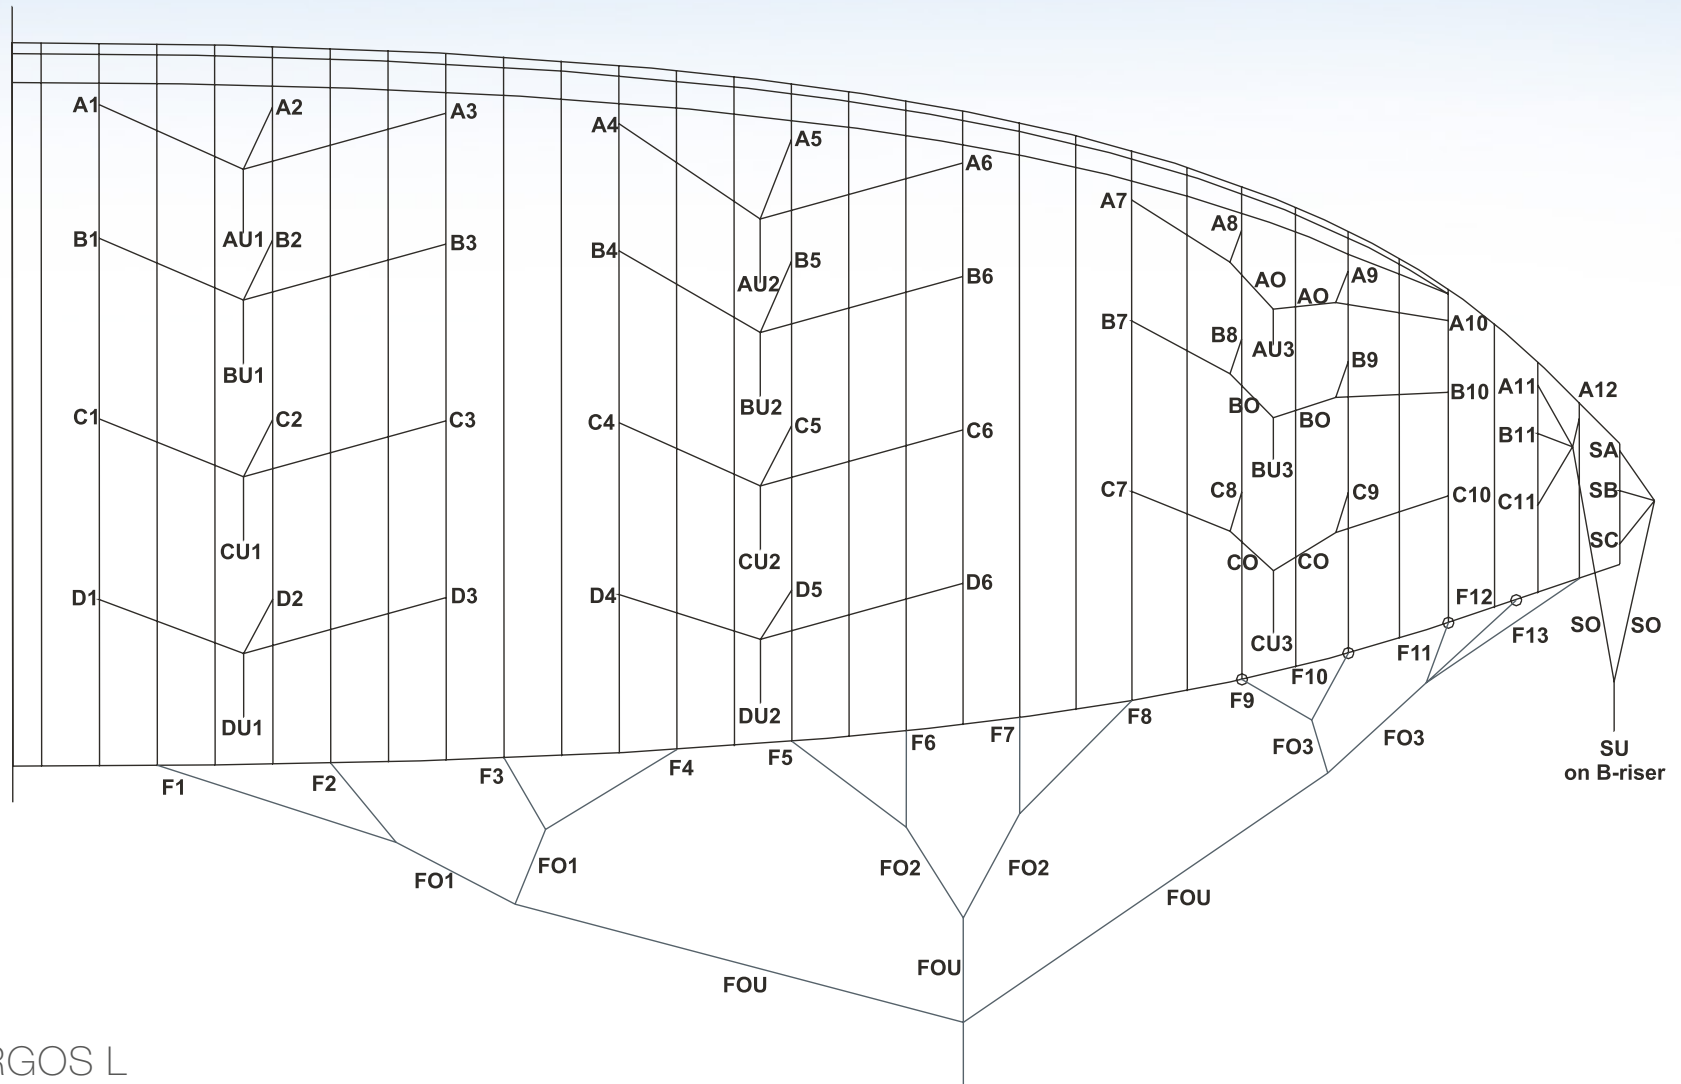 A1 A2 A3 A4 A5 A6
A7 A8 A9 A10 A11 A12
AO AO
AU1 AU2 AU3
B1 B2 B3 B4 B5 B6
B7 B8 B9 B10 B11
BO BO
BU1 BU2 BU3
C1 C2 C3 C4 C5 C6
C7 C8 C9 C10 C11
CO CO
CU1 CU2 CU3
D1 D2 D3 D4 D5 D6
DU1 DU2
SA
SB
SC
SO SO
SU
on B-riser
F1 F2 F3 F4 F5 F6 F7 F8 F9 F10 F11 F12 F13
FO1 FO1 FO2 FO2 FO3 FO3
FOU FOU FOU
RGOS L